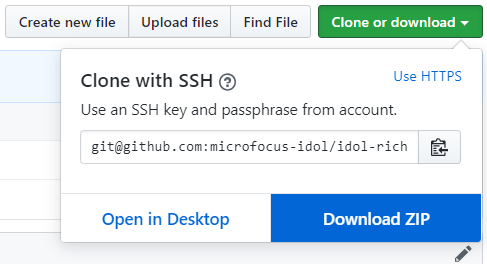 Create new file Upload files Find File Clone or download
Clone with SSH ? Use HTTPS
Use an SSH key and passphrase from account.
git@github.com:microfocus-idol/idol-rich
Open in Desktop Download ZIP